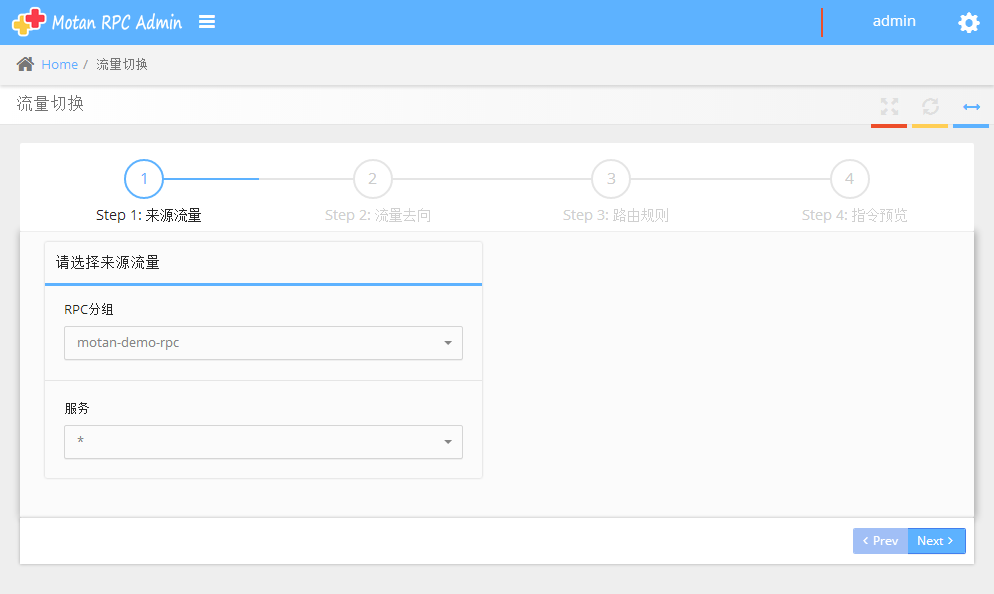 Motan RPC Admin
admin
Home / 流量切换
流量切换
1
2
3
4
Step 1: 来源流量
Step 2: 流量去向
Step 3: 路由规则
Step 4: 指令预览
请选择来源流量
RPC分组
motan-demo-rpc
服务
*
Prev
Next